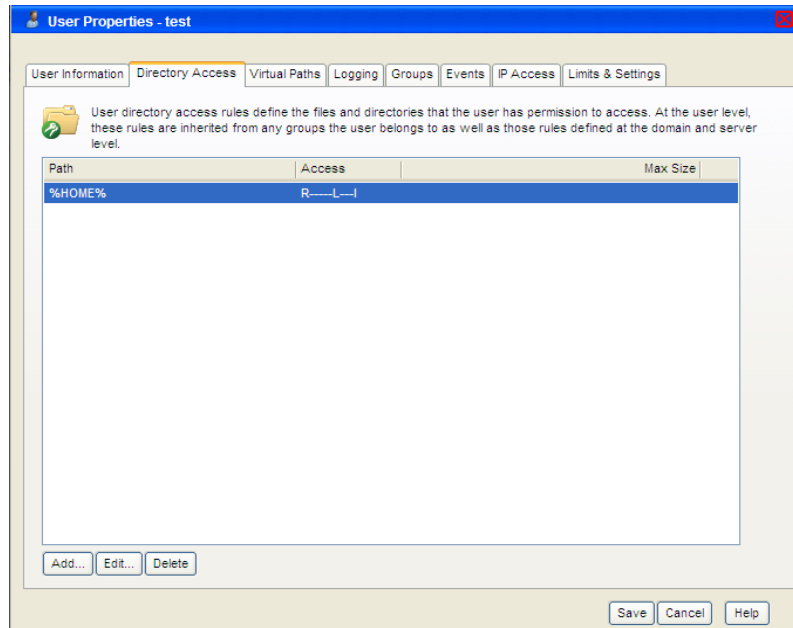 User Properties - test
User Information Directory Access Virtual Paths Logging Groups Events IP Access Limits & Settings
User directory access rules define the files and directories that the user has permission to access. At the user level,
these rules are inherited from any groups the user belongs to as well as those rules defined at the domain and server
level.
Path Access Max Size
%HOME% R-----L---I
Add... Edit... Delete
Save Cancel Help